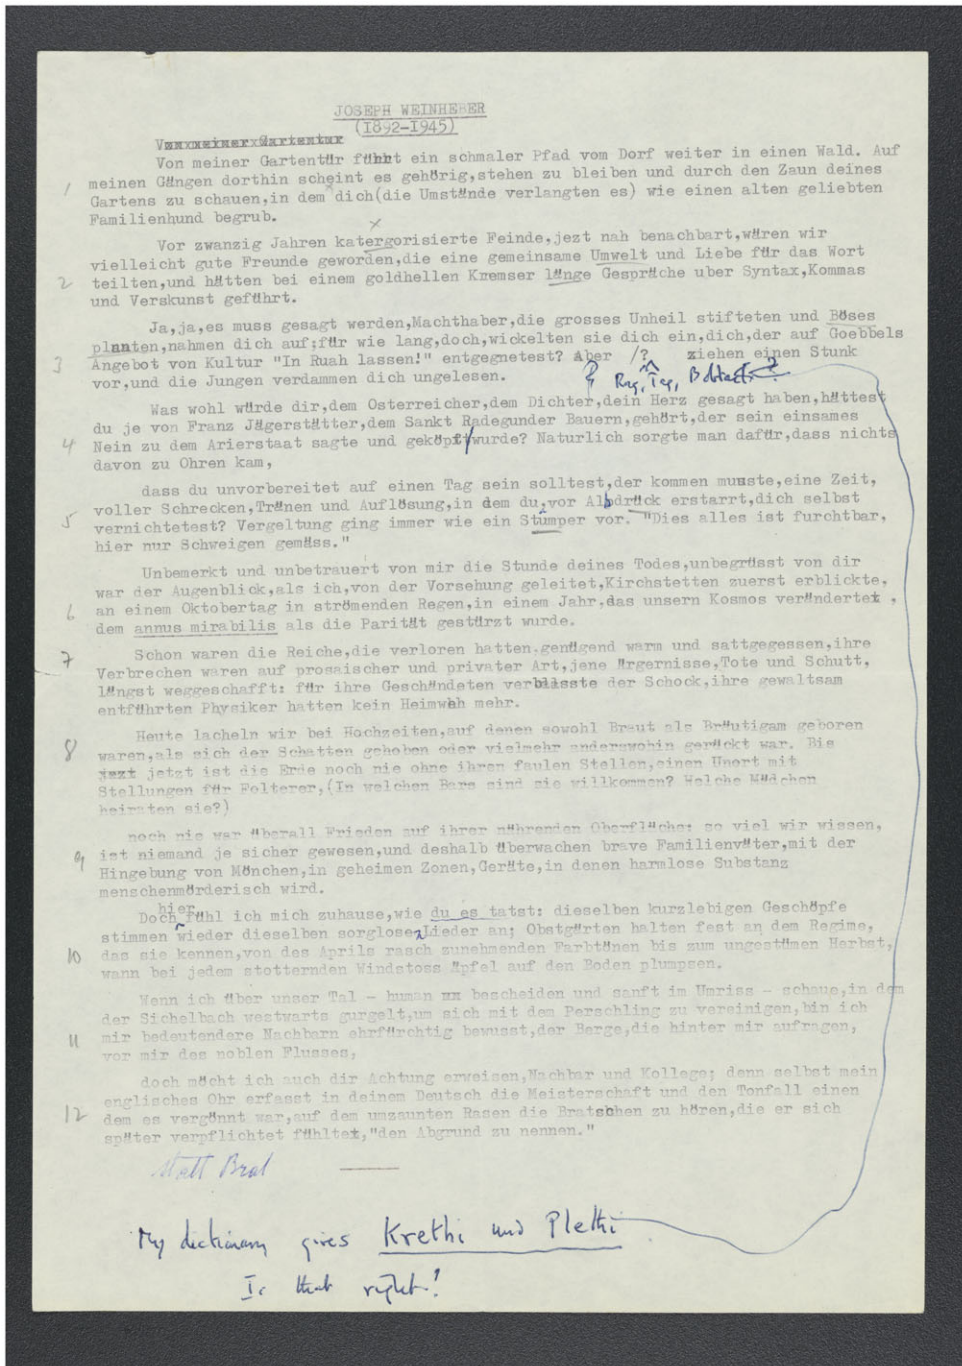 JOSEPH WEINHEBER
(1892-1945)
Von meiner Gartentür
Von meiner Gartentür führt ein schmaler Pfad vom Dorf weiter in einen Wald. Auf
1 meinen Gängen dorthin scheint es gehörig,stehen zu bleiben und durch den Zaun deines
Gartens zu schauen,in dem dich(die Umstände verlangten es) wie einen alten geliebten
Familienhund begrub.
x
Vor zwanzig Jahren katergorisierte Feinde,jezt nah benachbart,wären wir
vielleicht gute Freunde geworden,die eine gemeinsame Umwelt und Liebe für das Wort
2 teilten,und hätten bei einem goldhellen Kremser länge Gespräche uber Syntax,Kommas
und Verskunst geführt.
Ja,ja,es muss gesagt werden,Machthaber,die grosses Unheil stifteten und Böses
planten,nahmen dich auf;für wie lang,doch,wickelten sie dich ein,dich,der auf Goebbels
3 Angebot von Kultur "In Ruah lassen!" entgegnetest? Aber /? ziehen einen Stunk
vor,und die Jungen verdammen dich ungelesen.
Rag, Tag, Bobtail ?
Was wohl würde dir,dem Osterreicher,dem Dichter,dein Herz gesagt haben,hättest
du je von Franz Jägerstätter,dem Sankt Radegunder Bauern,gehört,der sein einsames
4 Nein zu dem Arierstaat sagte und geköpft/wurde? Naturlich sorgte man dafür,dass nichts
davon zu Ohren kam,
dass du unvorbereitet auf einen Tag sein solltest,der kommen musste,eine Zeit,
voller Schrecken,Tränen und Auflösung,in dem du,vor Albdrück erstarrt,dich selbst
5 vernichtetest? Vergeltung ging immer wie ein Stümper vor. "Dies alles ist furchtbar,
hier nur Schweigen gemäss."
Unbemerkt und unbetrauert von mir die Stunde deines Todes,unbegrüsst von dir
war der Augenblick,als ich,von der Vorsehung geleitet,Kirchstetten zuerst erblickte,
6 an einem Oktobertag in strömenden Regen,in einem Jahr,das unsern Kosmos veränderte ,
dem annus mirabilis als die Parität gestürzt wurde.
7 Schon waren die Reiche,die verloren hatten,genügend warm und sattgegessen,ihre
Verbrechen waren auf prosaischer und privater Art,jene Ärgernisse,Tote und Schutt,
längst weggeschafft: für ihre Geschändeten verblasste der Schock,ihre gewaltsam
entführten Physiker hatten kein Heimweh mehr.
Heute lacheln wir bei Hochzeiten,auf denen sowohl Braut als Bräutigam geboren
8 waren,als sich der Schatten gehoben oder vielmehr anderswohin gerückt war. Bis
jezt jetzt ist die Erde noch nie ohne ihren faulen Stellen,einen Unort mit
Stellungen für Folterer,(In welchen Bars sind sie willkommen? Welche Mädchen
heiraten sie?)
noch nie war überall Frieden auf ihrer nährenden Oberfläche: so viel wir wissen,
9 ist niemand je sicher gewesen,und deshalb überwachen brave Familienväter,mit der
Hingebung von Mönchen,in geheimen Zonen,Geräte,in denen harmlose Substanz
menschenmörderisch wird.
hier
Doch fühl ich mich zuhause,wie du es tatst: dieselben kurzlebigen Geschöpfe
stimmen wieder dieselben sorglosen Lieder an; Obstgärten halten fest an dem Regime,
10 das sie kennen,von des Aprils rasch zunehmenden Farbtönen bis zum ungestümen Herbst,
wann bei jedem stotternden Windstoss Äpfel auf den Boden plumpsen.
Wenn ich über unser Tal - human bescheiden und sanft im Umriss - schaue,in dem
der Sichelbach westwarts gurgelt,um sich mit dem Perschling zu vereinigen,bin ich
11 mir bedeutendere Nachbarn ehrfürchtig bewusst,der Berge,die hinter mir aufragen,
vor mir des noblen Flusses,
doch möcht ich auch dir Achtung erweisen,Nachbar und Kollege; denn selbst mein
englisches Ohr erfasst in deinem Deutsch die Meisterschaft und den Tonfall einen
12 dem es vergönnt war,auf dem umzaunten Rasen die Bratschen zu hören,die er sich
später verpflichtet fühlte,"den Abgrund zu nennen."
statt
My dictionary gives Krethi und Plethi
Is that right?